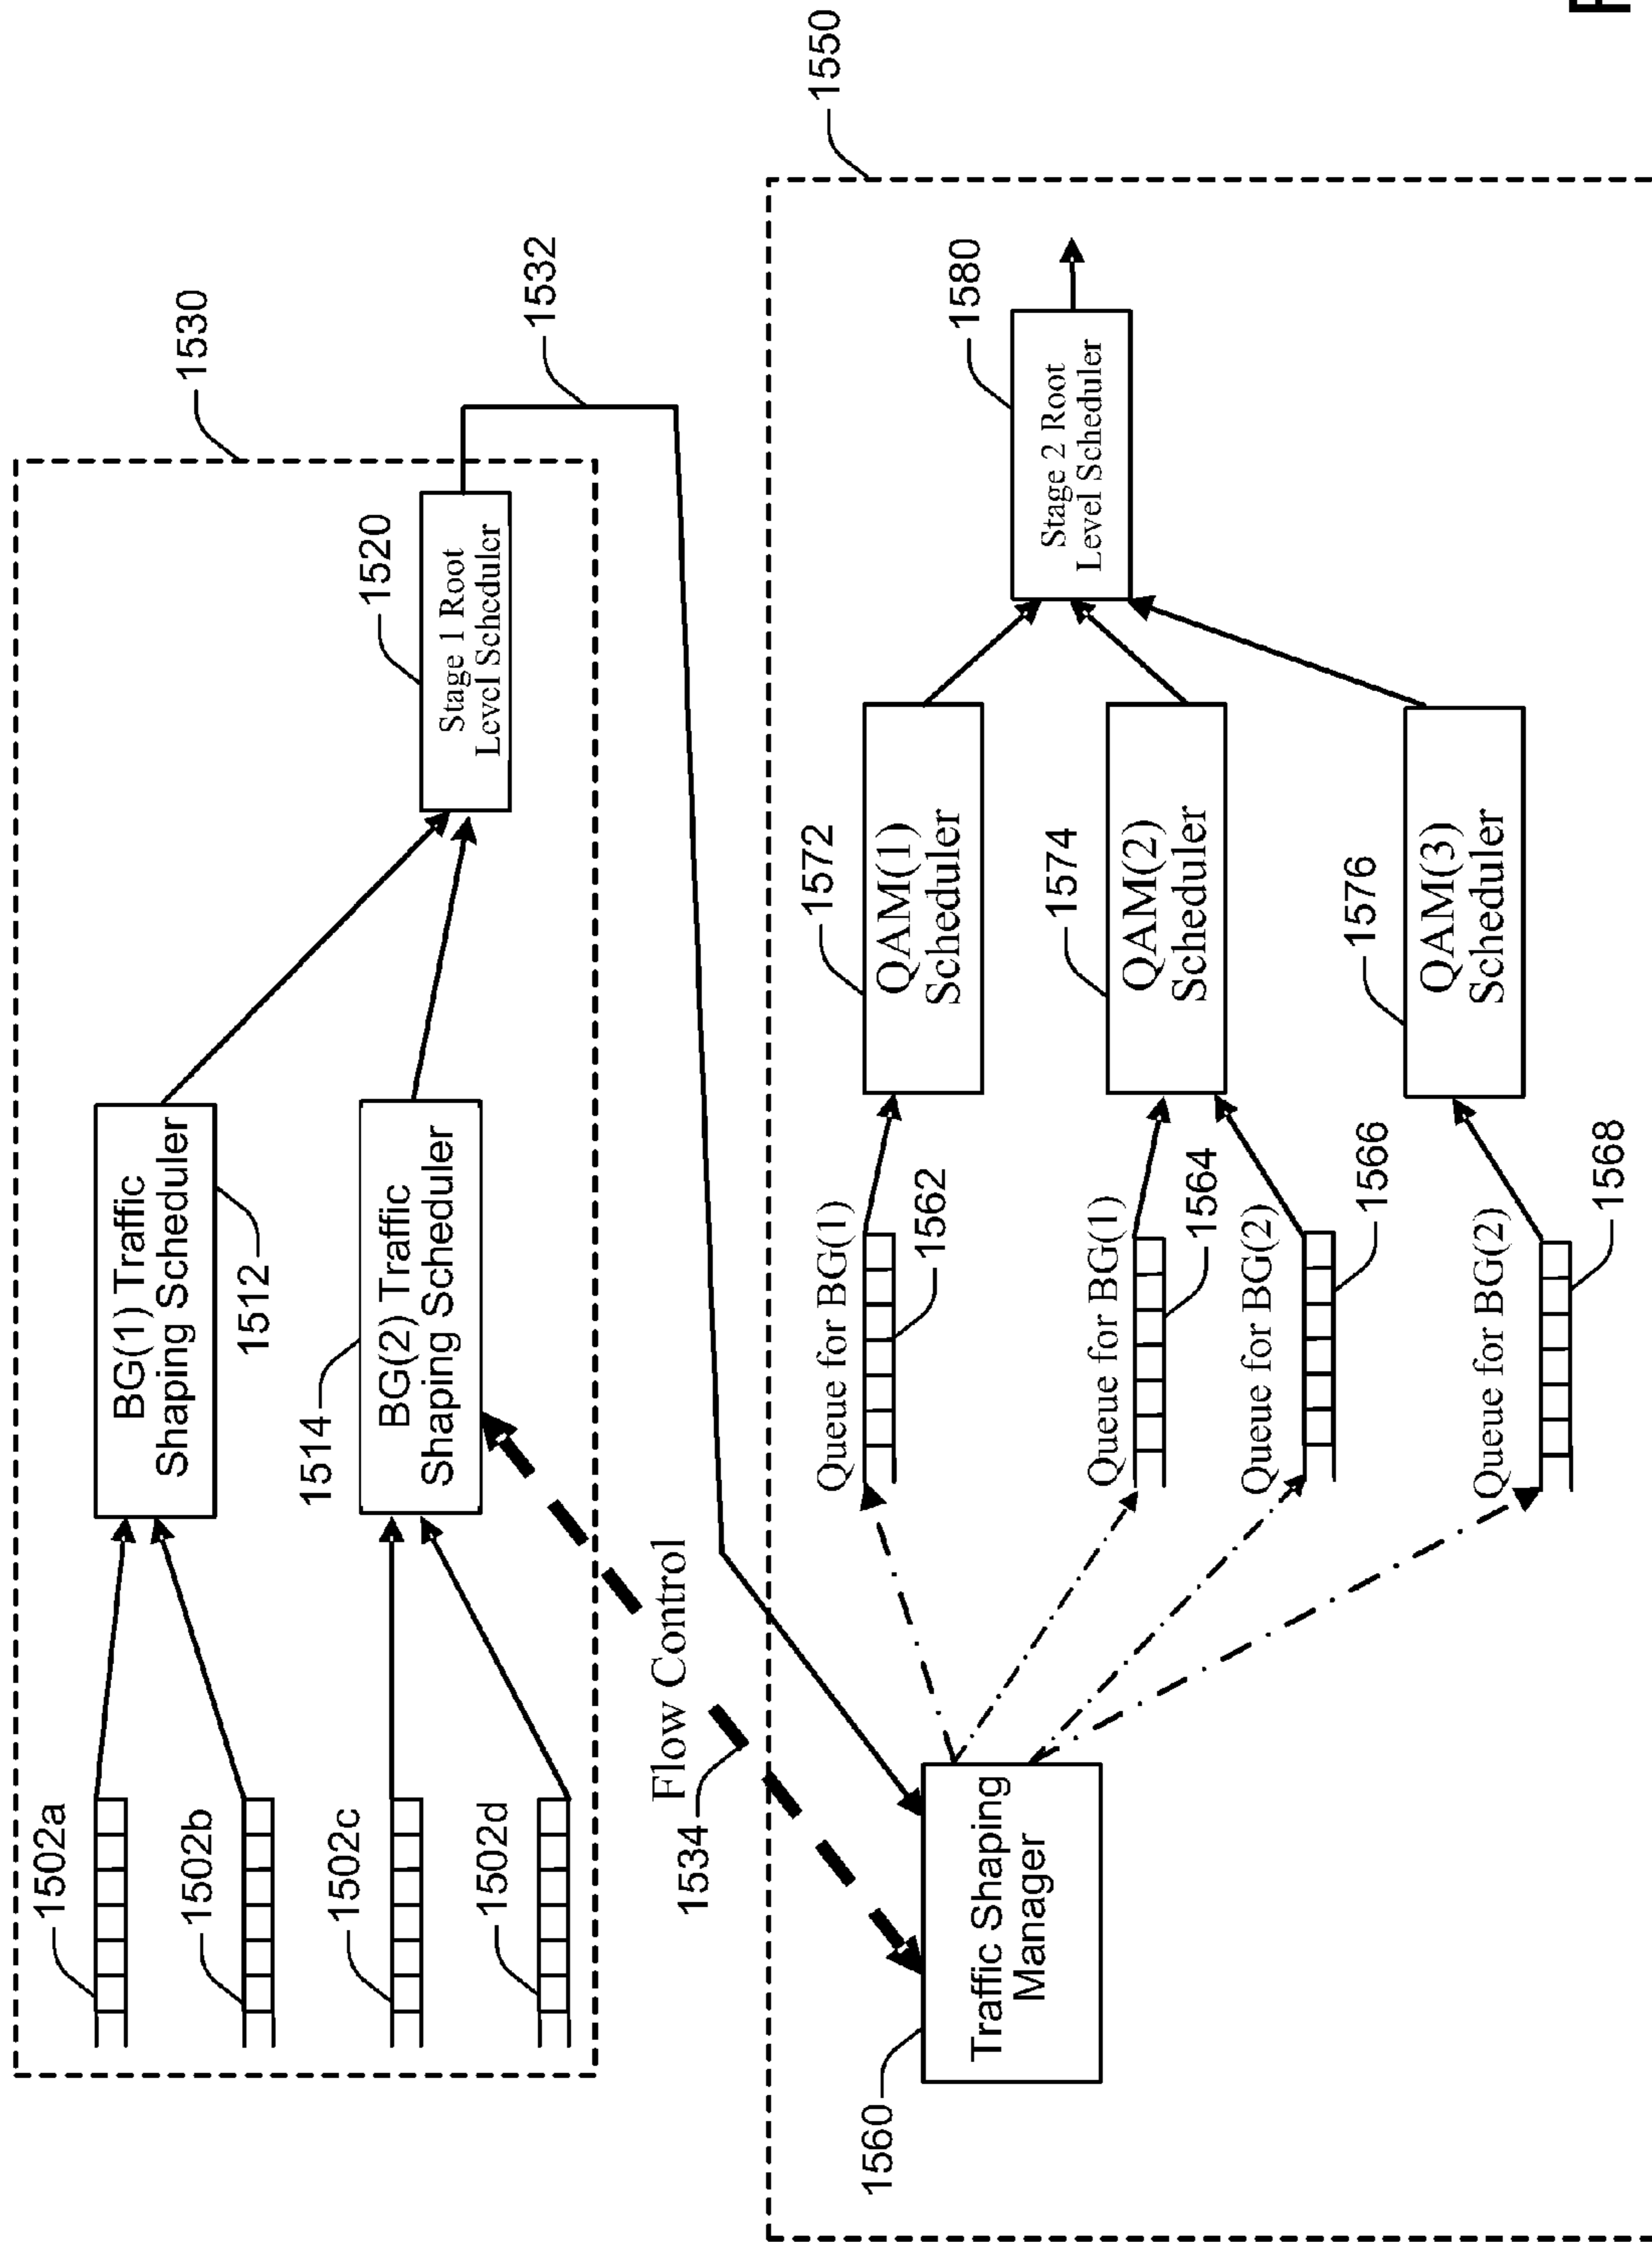 1530
1502a
1502b
1502c
1502d
BG(1) Traffic
Shaping Scheduler
1512
1514
BG(2) Traffic
Shaping Scheduler
1520
Stage 1 Root
Level Scheduler
1532
Flow Control
1534
1550
1560
Traffic Shaping
Manager
Queue for BG(1)
1562
Queue for BG(1)
1564
Queue for BG(2)
1566
Queue for BG(2)
1568
1572
QAM(1)
Scheduler
1574
QAM(2)
Scheduler
1576
QAM(3)
Scheduler
1580
Stage 2 Root
Level Scheduler